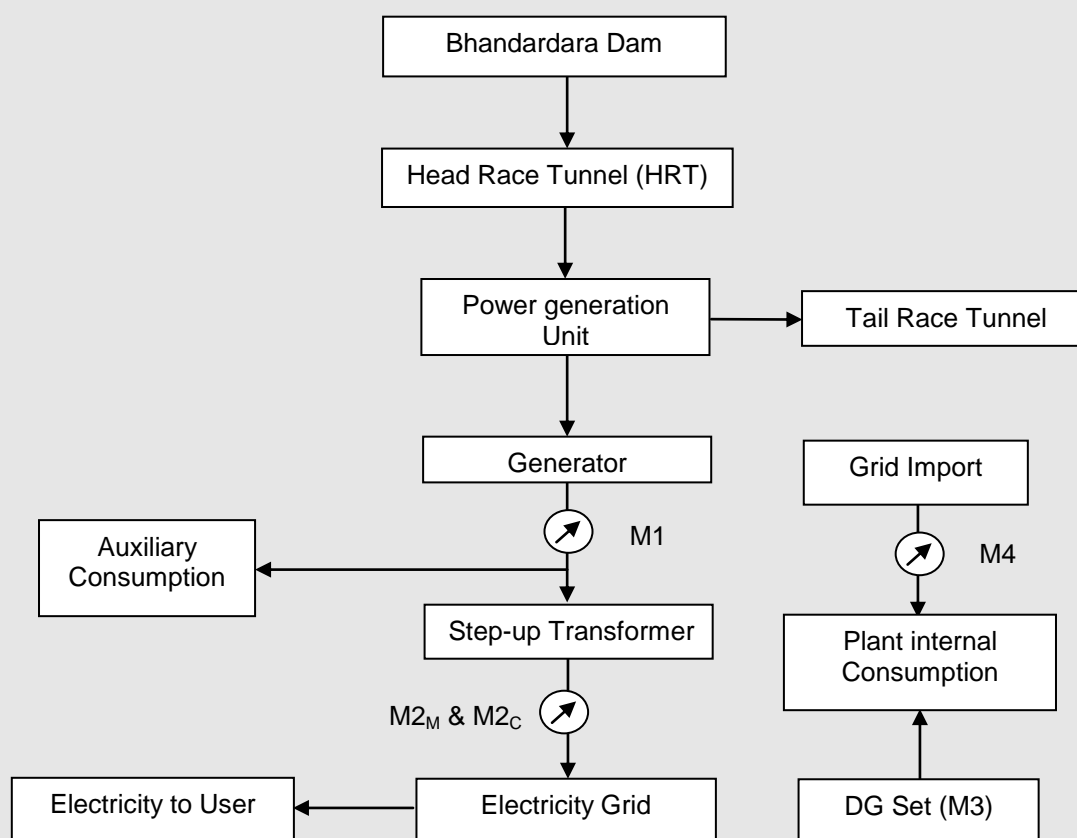 Bhandardara Dam
Head Race Tunnel (HRT)
Power generation
Unit
Tail Race Tunnel
Generator
Grid Import
M1
M4
Auxiliary
Consumption
Step-up Transformer
Plant internal
Consumption
M2M & M2C
Electricity to User
Electricity Grid
DG Set (M3)